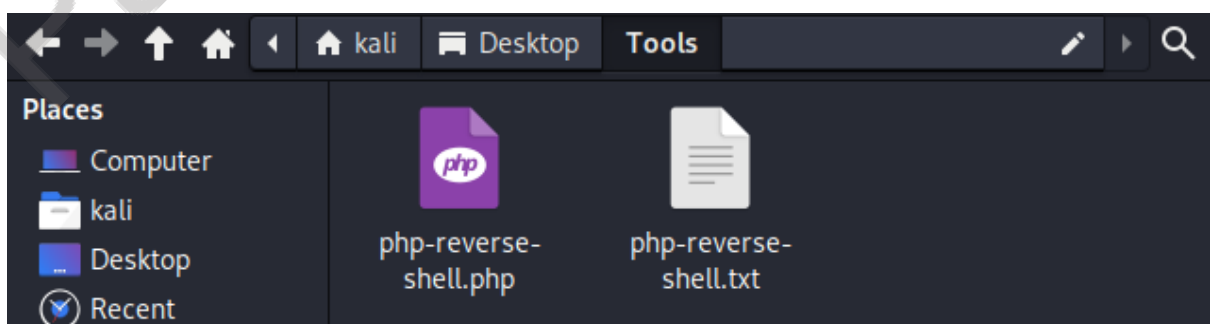 kali Desktop Tools
Places
Computer
kali
Desktop
Recent
php
php-reverse-
shell.php
php-reverse-
shell.txt